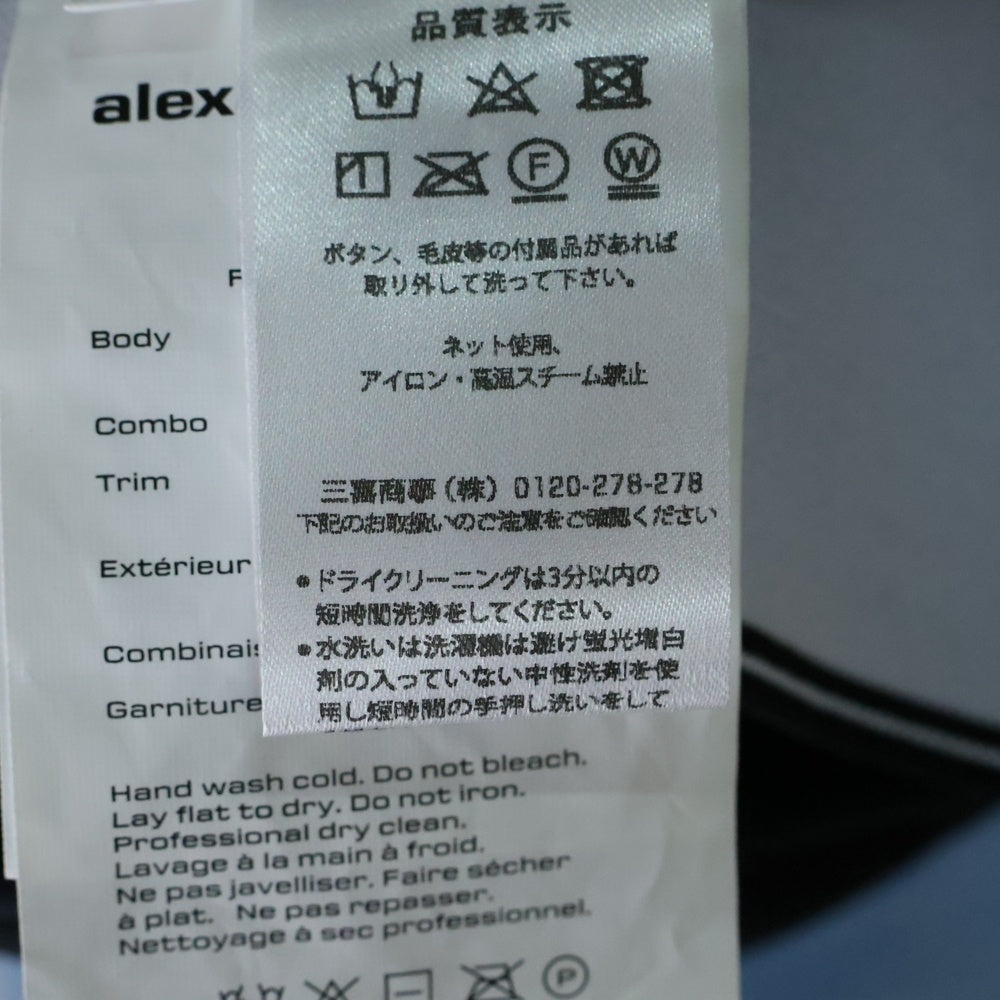 品質表示
F
W
ボタン、毛皮等の付属品があれば
取り外して洗って下さい。
ネット使用、
アイロン・高温スチーム禁止
三喜商事（株）0120-278-278
下記のお取扱いのご注意をご確認ください
●ドライクリーニングは3分以内の
短時間洗浄をしてください。
●水洗いは洗濯機は避け蛍光増白
剤の入っていない中性洗剤を使
用し短時間の手押し洗いをして
alex
F
Body
Combo
Trim
Extérieur
Combinais
Garniture
Hand wash cold. Do not bleach.
Lay flat to dry. Do not iron.
Professional dry clean.
Lavage à la main à froid.
Ne pas javelliser. Faire sécher
à plat. Ne pas repasser.
Nettoyage à sec professionnel.
P